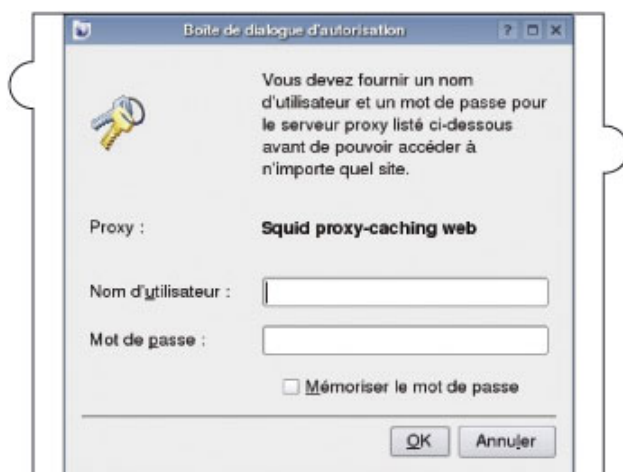 Boîte de dialogue d'autorisation
Vous devez fournir un nom
d'utilisateur et un mot de passe pour
le serveur proxy listé ci-dessous
avant de pouvoir accéder à
n'importe quel site.
Proxy :
Squid proxy-caching web
Nom d'utilisateur :
Mot de passe :
Mémoriser le mot de passe
OK
Annuler